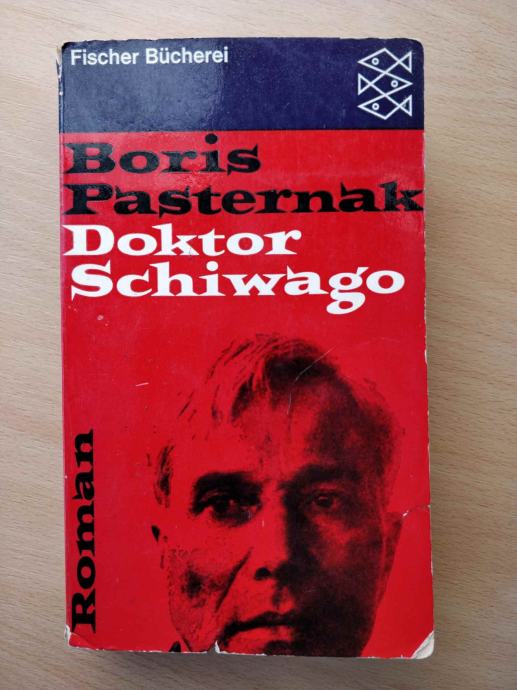 Fischer Bücherei
Boris
Pasternak
Doktor
Schiwago
Roman